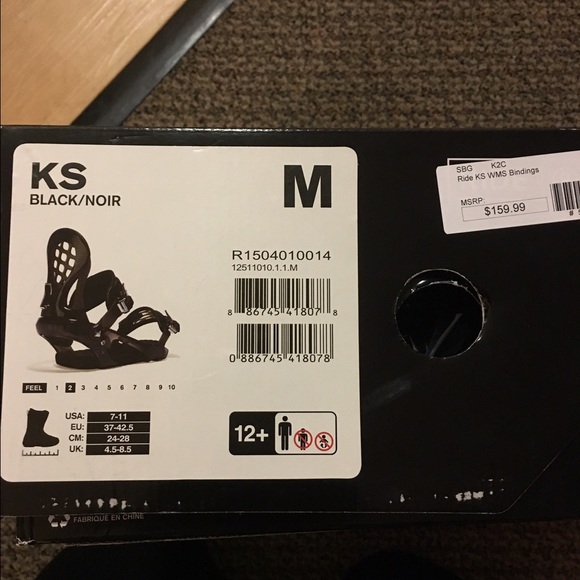 KS
BLACK/NOIR
M
SBG K2C
Ride KS WMS Bindings
MSRP:
$159.99
R1504010014
12511010.1.1.M
8 86745 41807 8
0 886745 418078
FEEL 1 2 3 4 5 6 7 8 9 10
USA: 7-11
EU: 37-42.5
CM: 24-28
UK: 4.5-8.5
12+
FABRIQUÉ EN CHINE